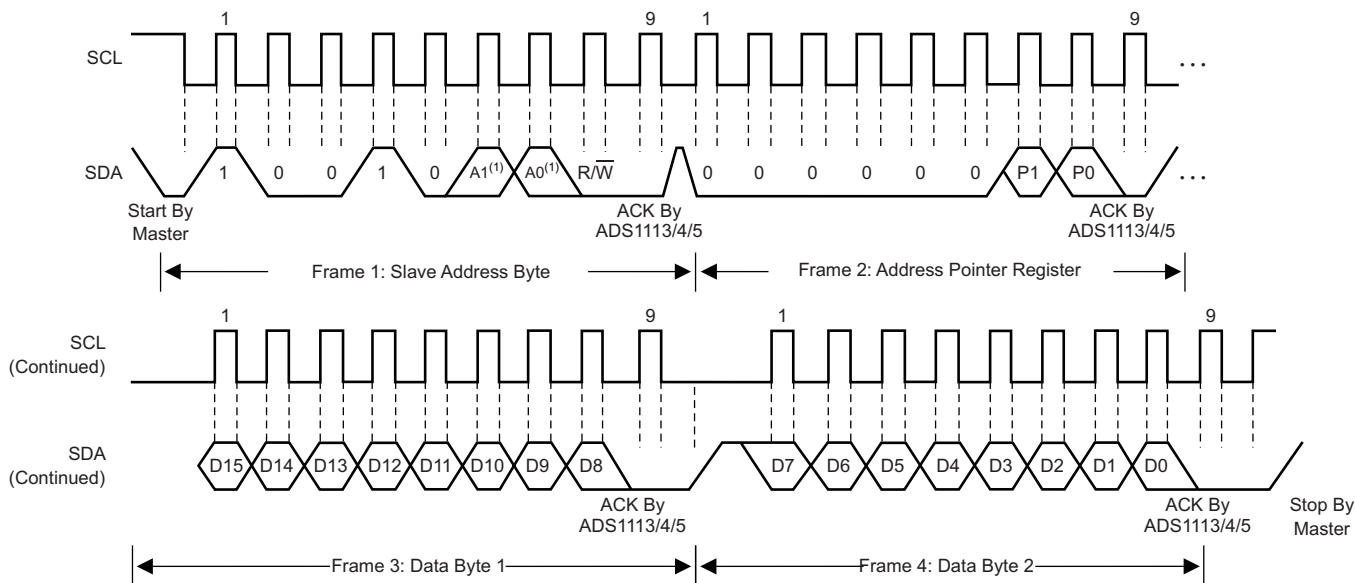 1 9 1 9
SCL
...
SDA 1 0 0 1 0 A1(1) A0(1) R/W̅ 0 0 0 0 0 0 P1 P0 ...
Start By
Master
ACK By
ADS1113/4/5
ACK By
ADS1113/4/5
Frame 1: Slave Address Byte
Frame 2: Address Pointer Register
1 9 1 9
SCL
(Continued)
SDA
(Continued)
D15 D14 D13 D12 D11 D10 D9 D8 D7 D6 D5 D4 D3 D2 D1 D0
ACK By
ADS1113/4/5
ACK By
ADS1113/4/5
Stop By
Master
Frame 3: Data Byte 1
Frame 4: Data Byte 2